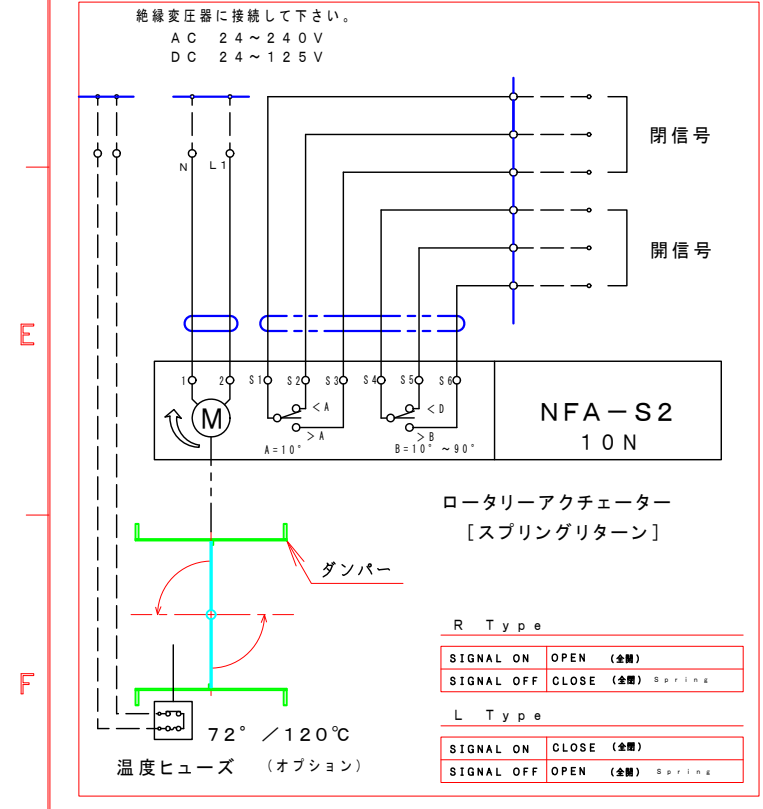 絶縁変圧器に接続して下さい。
AC 24～240V
DC 24～125V
N L1
閉信号
開信号
E
1 2 S1 S2 S3 S4 S5 S6
M
<A
>A
A=10°
<D
>B
B=10°～90°
NFA－S2
10N
ロータリーアクチェーター
[スプリングリターン]
ダンパー
R Type
SIGNAL ON OPEN (全開)
SIGNAL OFF CLOSE (全閉) Spring
F
L Type
SIGNAL ON CLOSE (全閉)
SIGNAL OFF OPEN (全開) Spring
72°／120℃
温度ヒューズ （オプション）